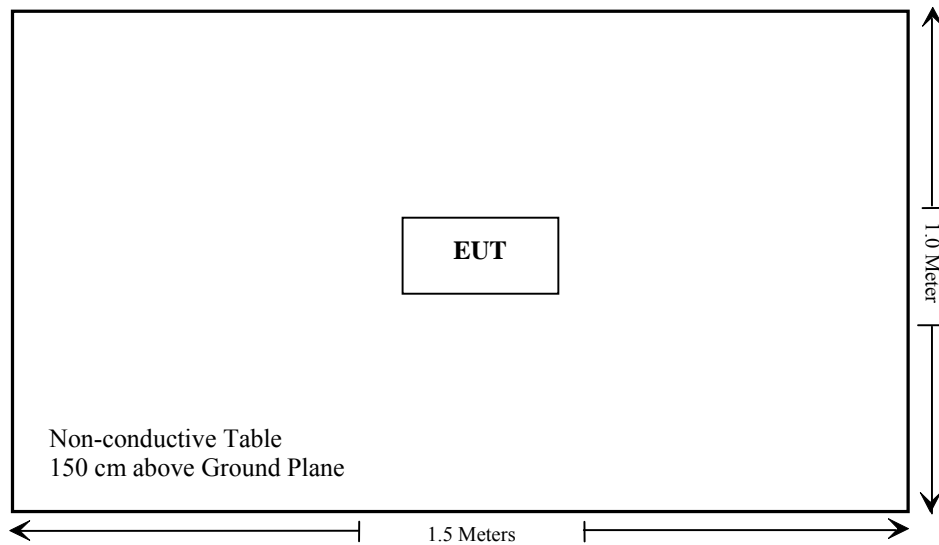 EUT
1.0 Meter
Non-conductive Table
150 cm above Ground Plane
1.5 Meters